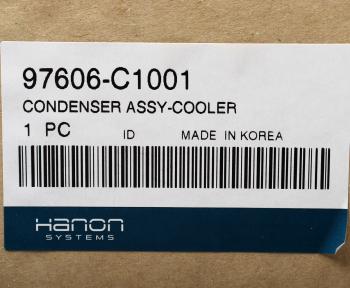 97606-C1001
CONDENSER ASSY-COOLER
1 PC ID MADE IN KOREA
Hanon
SYSTEMS